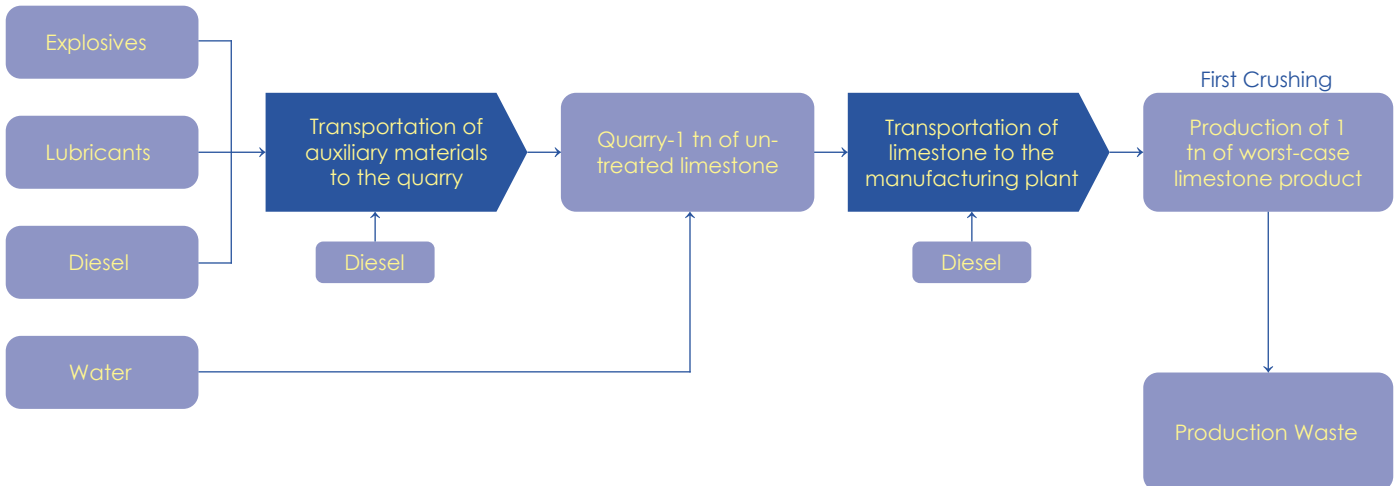 Explosives
Lubricants
Diesel
Water
Transportation of
auxiliary materials
to the quarry
Diesel
Quarry-1 tn of un-
treated limestone
Transportation of
limestone to the
manufacturing plant
Diesel
First Crushing
Production of 1
tn of worst-case
limestone product
Production Waste